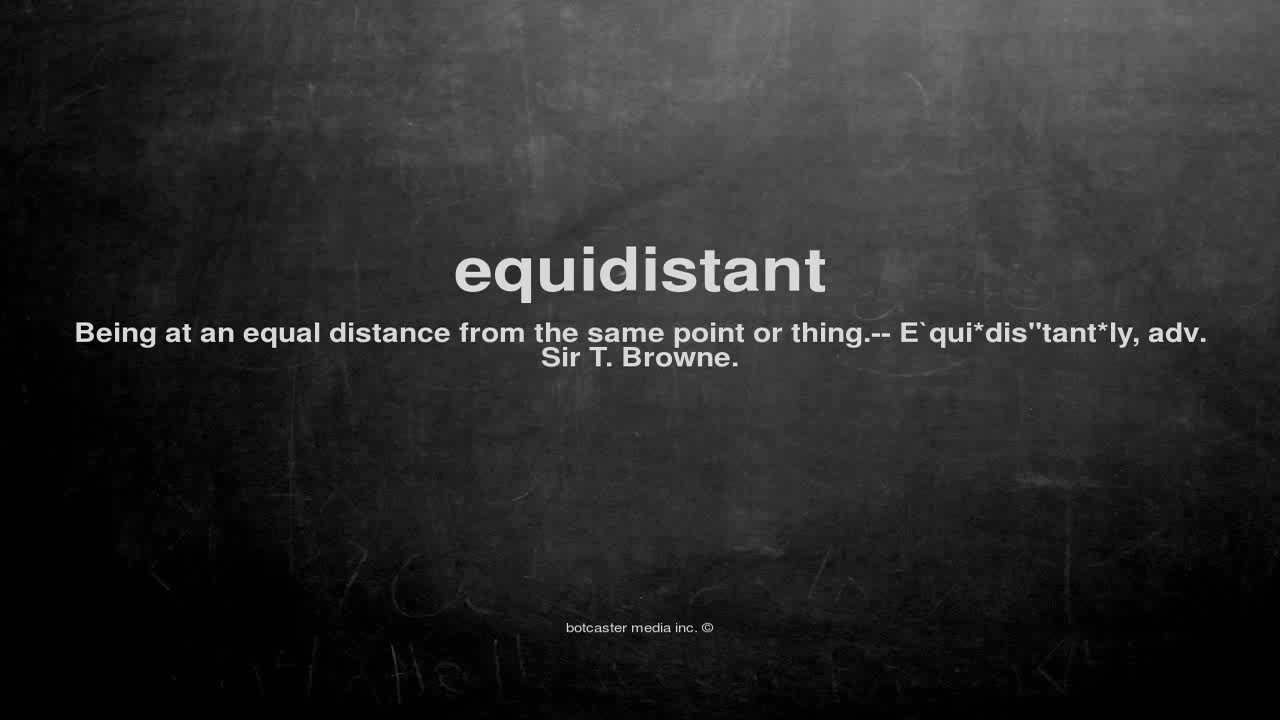 equidistant
Being at an equal distance from the same point or thing.-- E`qui*dis"tant*ly, adv.
Sir T. Browne.
botcaster media inc. ©